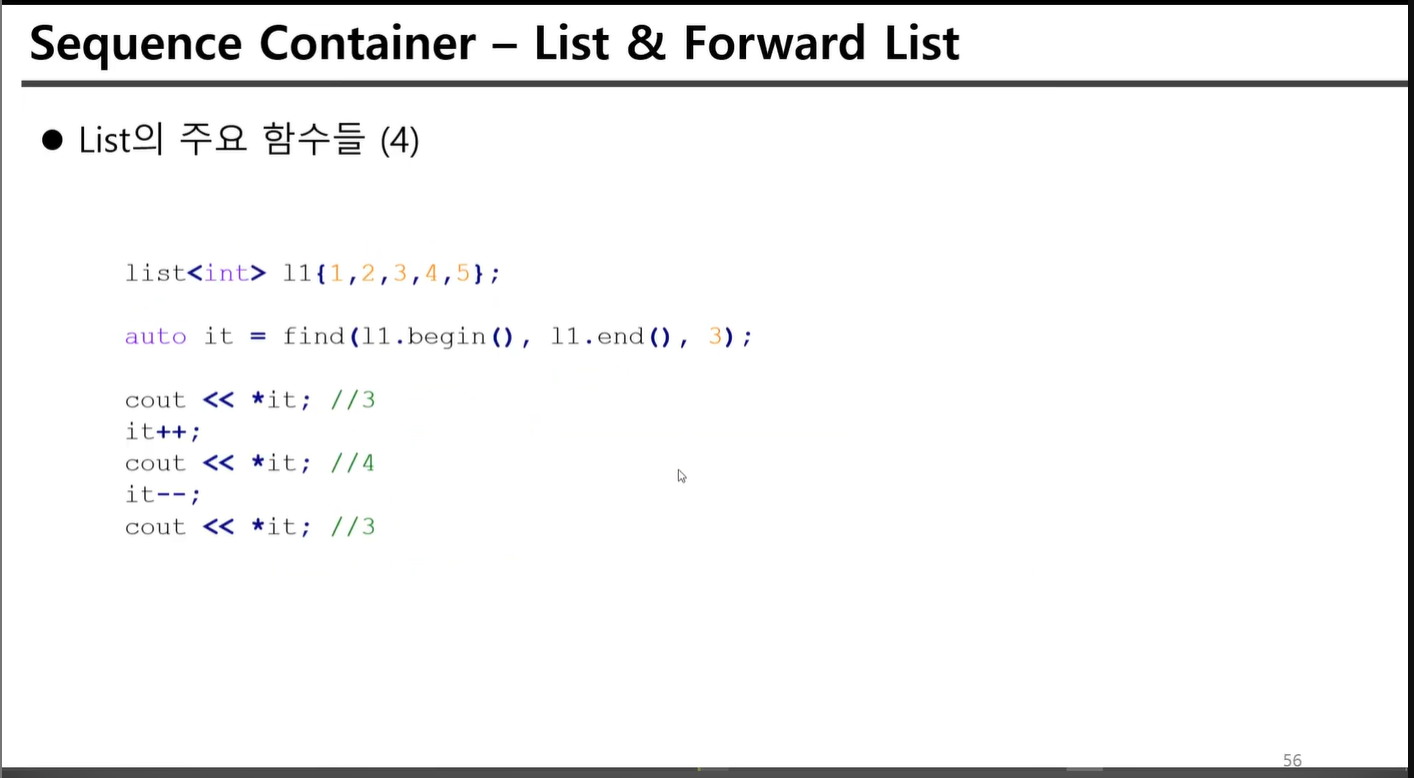 Sequence Container – List & Forward List
● List의 주요 함수들 (4)
list<int> l1{1,2,3,4,5};
auto it = find(l1.begin(), l1.end(), 3);
cout << *it; //3
it++;
cout << *it; //4
it--;
cout << *it; //3
56